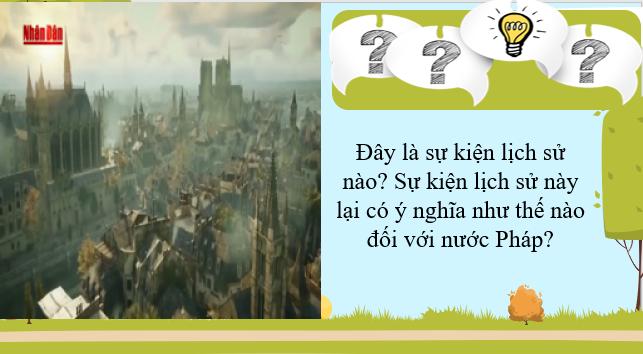 Nhân Dân
Đây là sự kiện lịch sử
nào? Sự kiện lịch sử này
lại có ý nghĩa như thế nào
đối với nước Pháp?